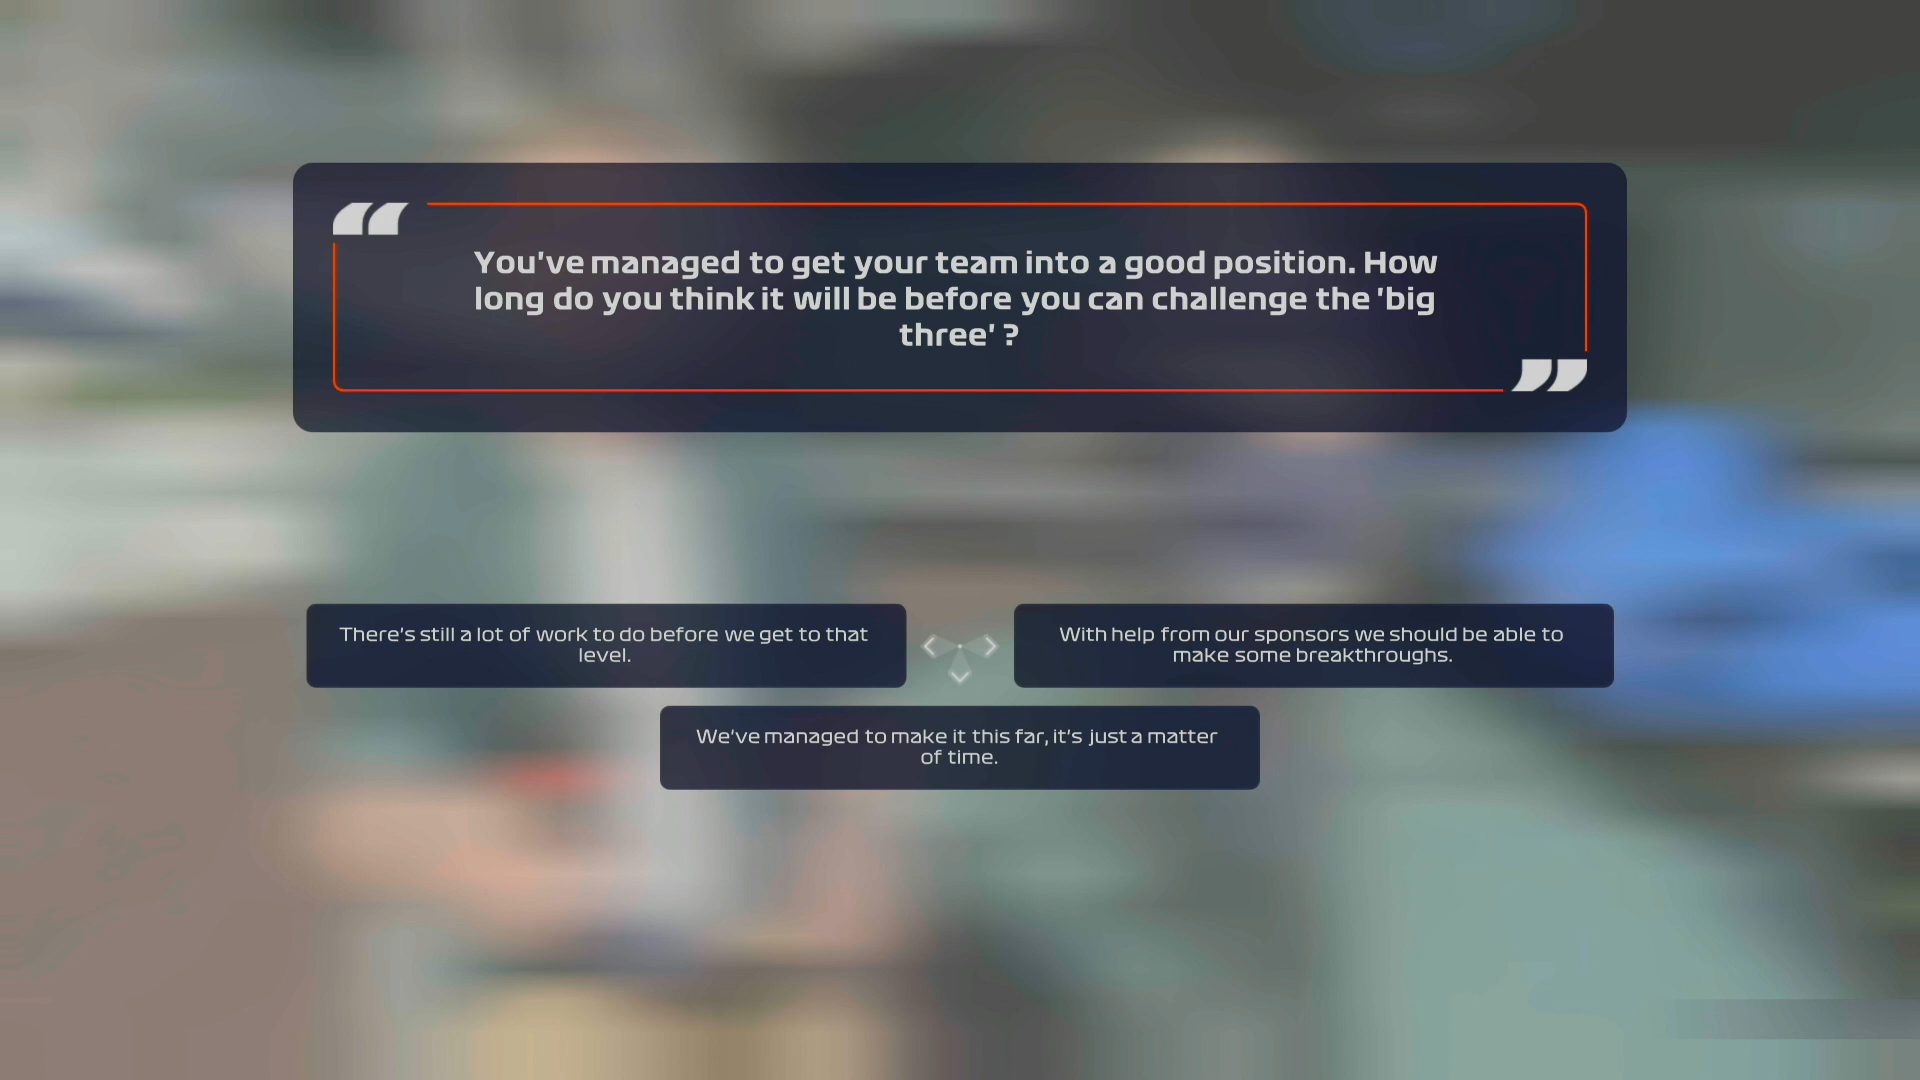 You've managed to get your team into a good position. How
long do you think it will be before you can challenge the 'big
three' ?
There's still a lot of work to do before we get to that
level.
With help from our sponsors we should be able to
make some breakthroughs.
We've managed to make it this far, it's just a matter
of time.